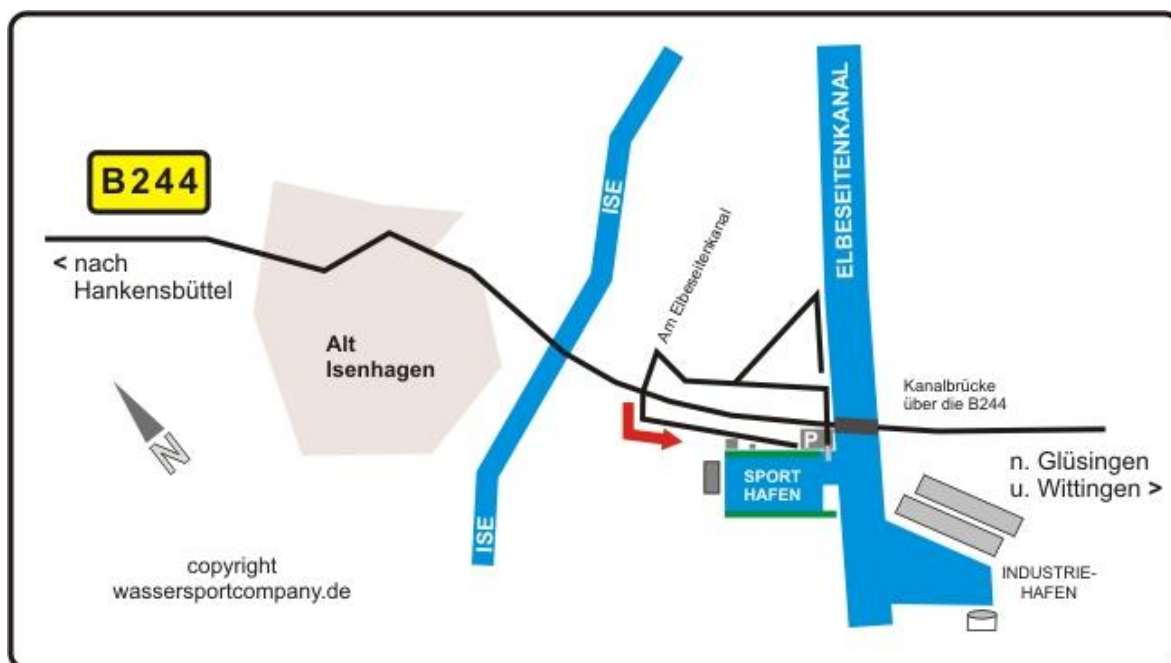 B244
< nach
Hankensbüttel
Alt
Isenhagen
ISE
ISE
Am Elbeseitenkanal
ELBESEITENKANAL
Kanalbrücke
über die B244
P
SPORT
HAFEN
n. Glüsingen
u. Wittingen >
INDUSTRIE-
HAFEN
N
copyright
wassersportcompany.de